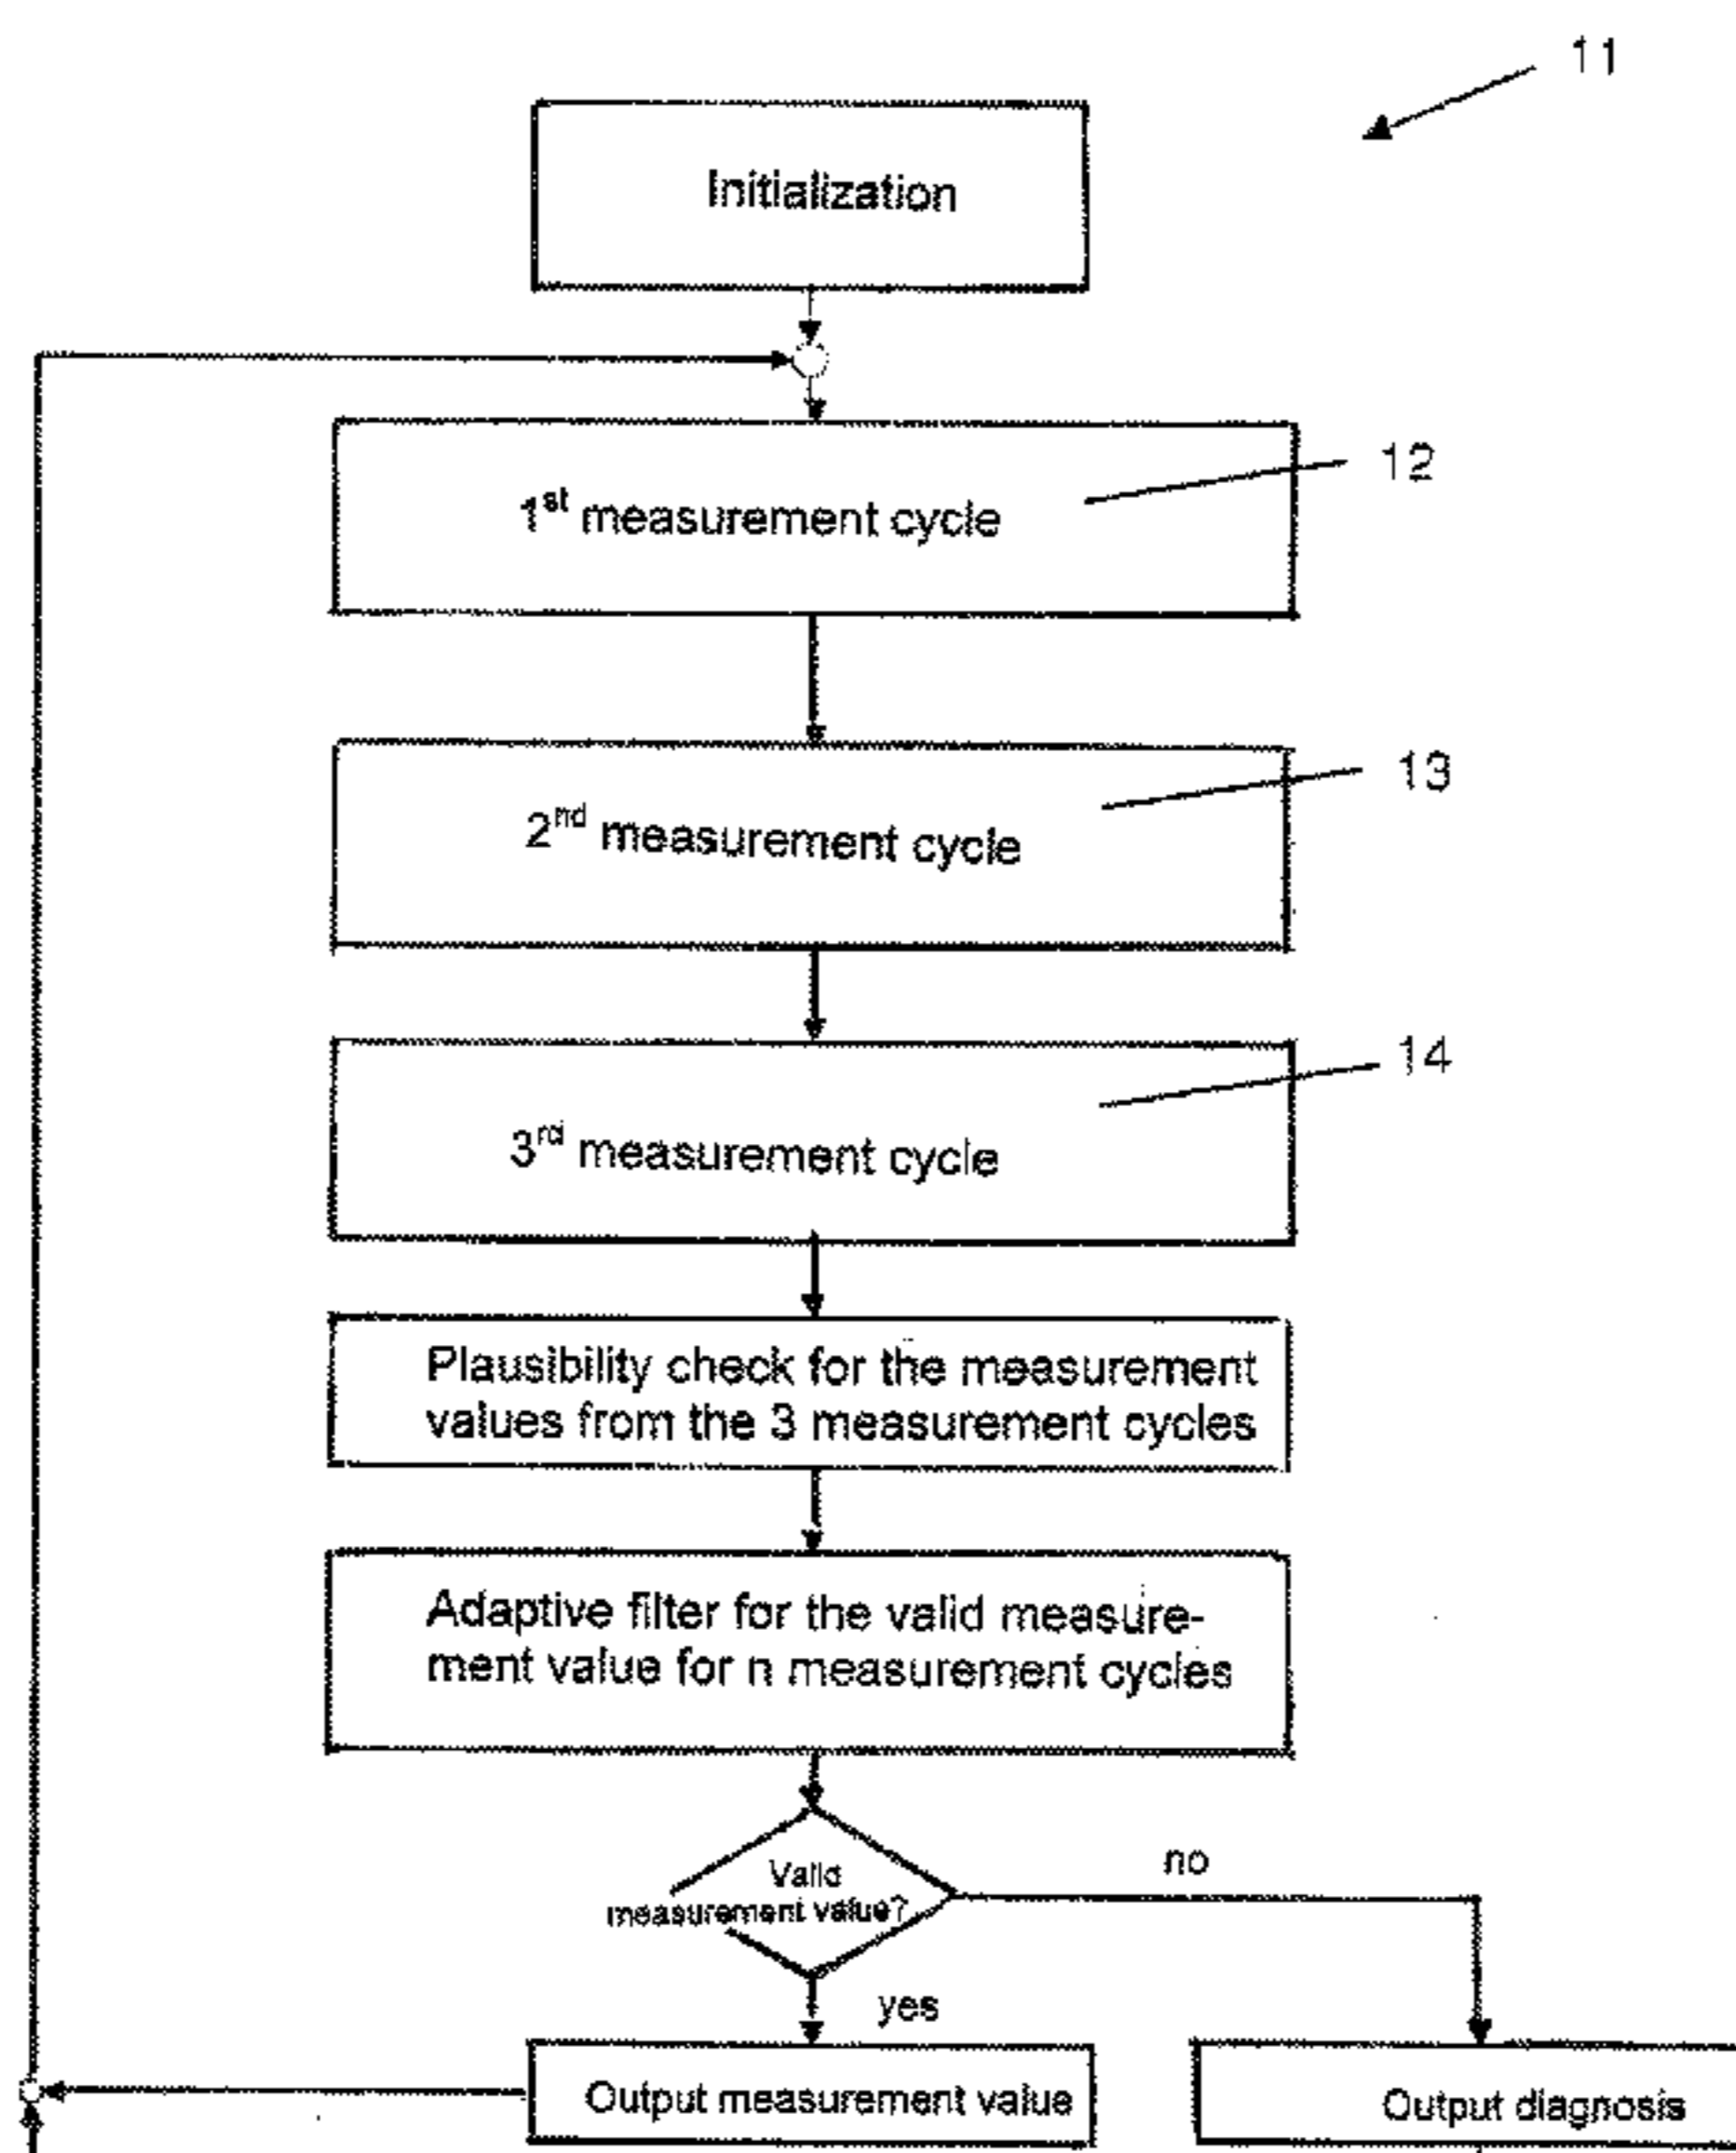 11
Initialization
12
1st measurement cycle
13
2nd measurement cycle
14
3rd measurement cycle
Plausibility check for the measurement
values from the 3 measurement cycles
Adaptive filter for the valid measure-
ment value for n measurement cycles
Valid
measurement value?
no
yes
Output measurement value
Output diagnosis